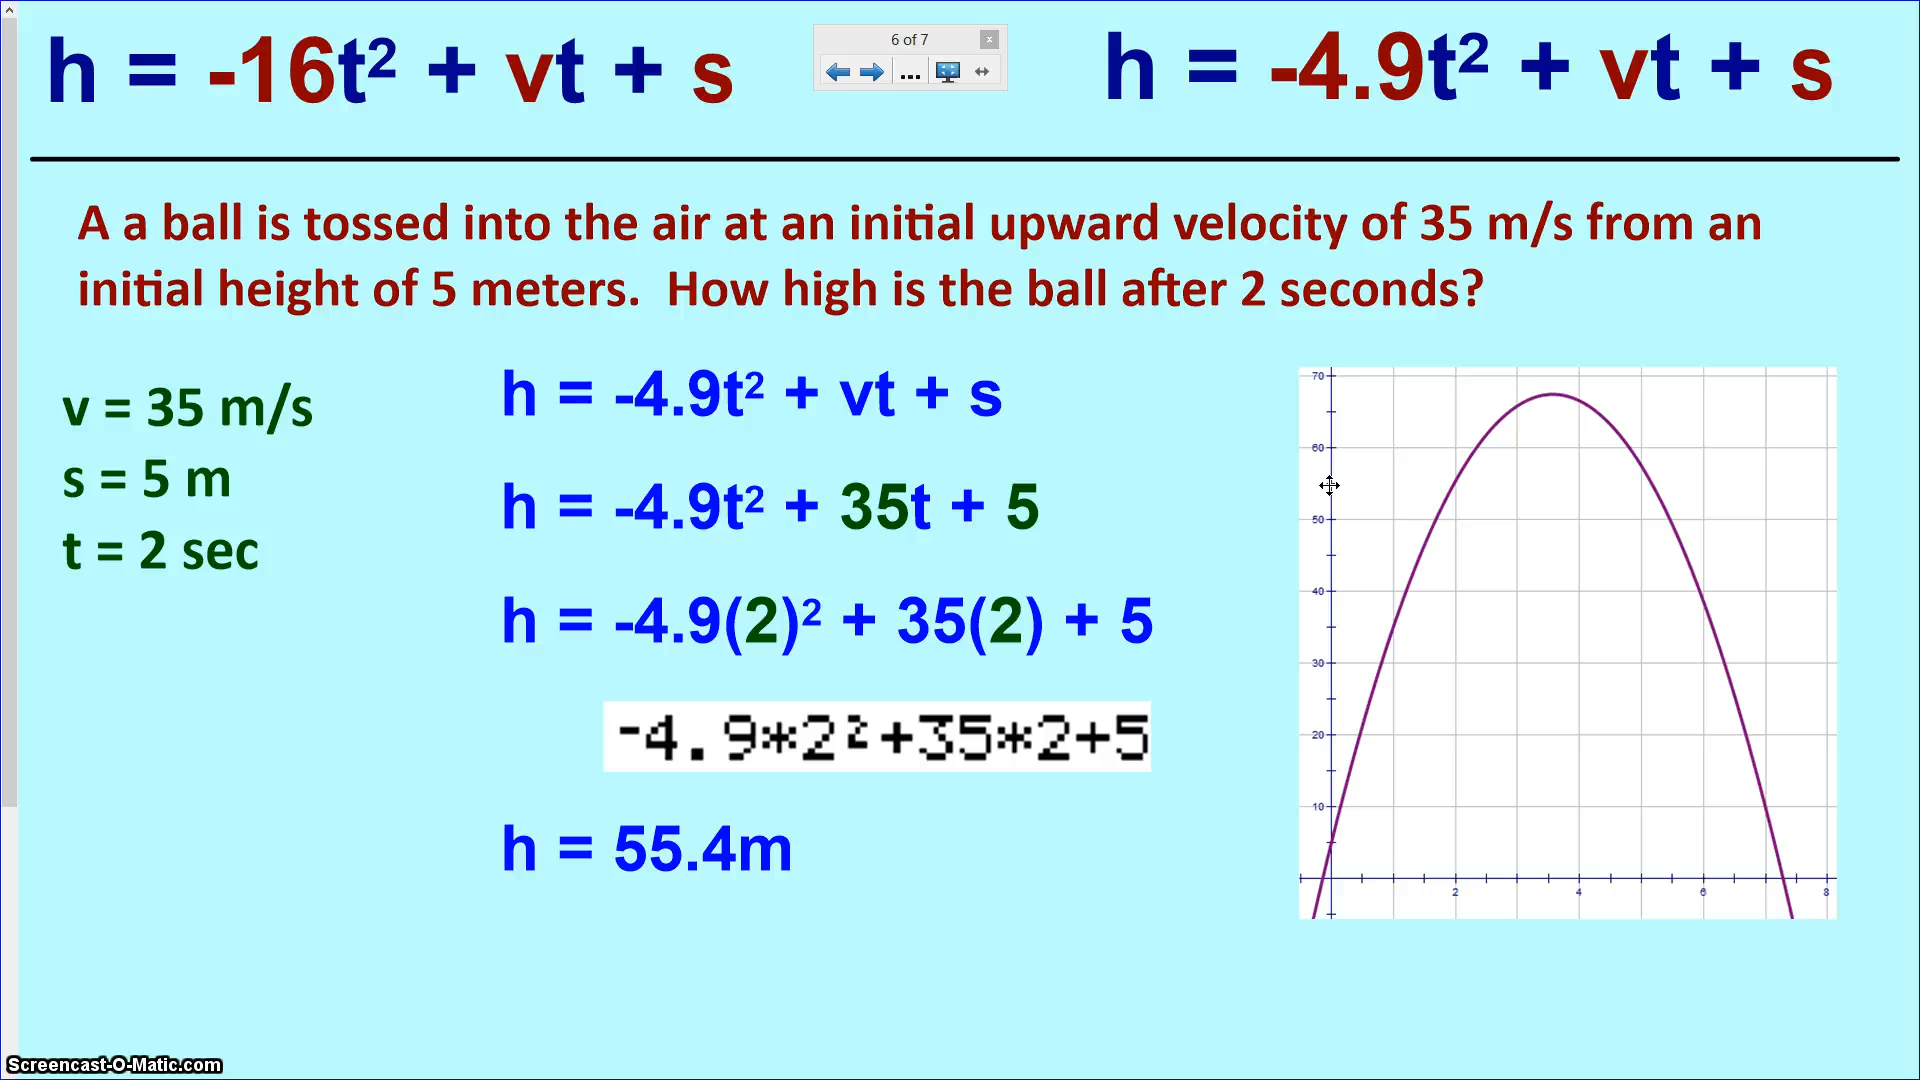 h = -16t² + vt + s
6 of 7
h = -4.9t² + vt + s
A a ball is tossed into the air at an initial upward velocity of 35 m/s from an
initial height of 5 meters. How high is the ball after 2 seconds?
v = 35 m/s
s = 5 m
t = 2 sec
h = -4.9t² + vt + s
h = -4.9t² + 35t + 5
h = -4.9(2)² + 35(2) + 5
-4.9*2²+35*2+5
h = 55.4m
70
60
50
40
30
20
10
2 4 6 8
Screencast-O-Matic.com